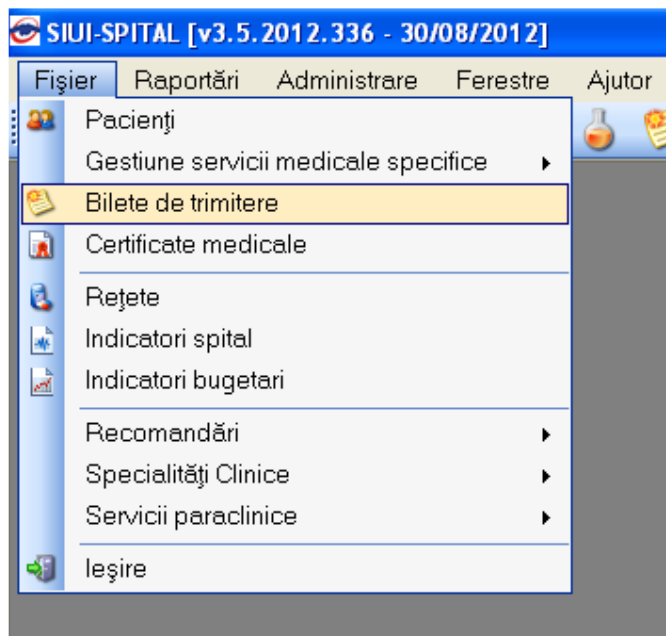 SIUI-SPITAL [v3.5.2012.336 - 30/08/2012]
Fişier Raportări Administrare Ferestre Ajutor
Pacienţi
Gestiune servicii medicale specifice
Bilete de trimitere
Certificate medicale
Reţete
Indicatori spital
Indicatori bugetari
Recomandări
Specialităţi Clinice
Servicii paraclinice
Ieşire